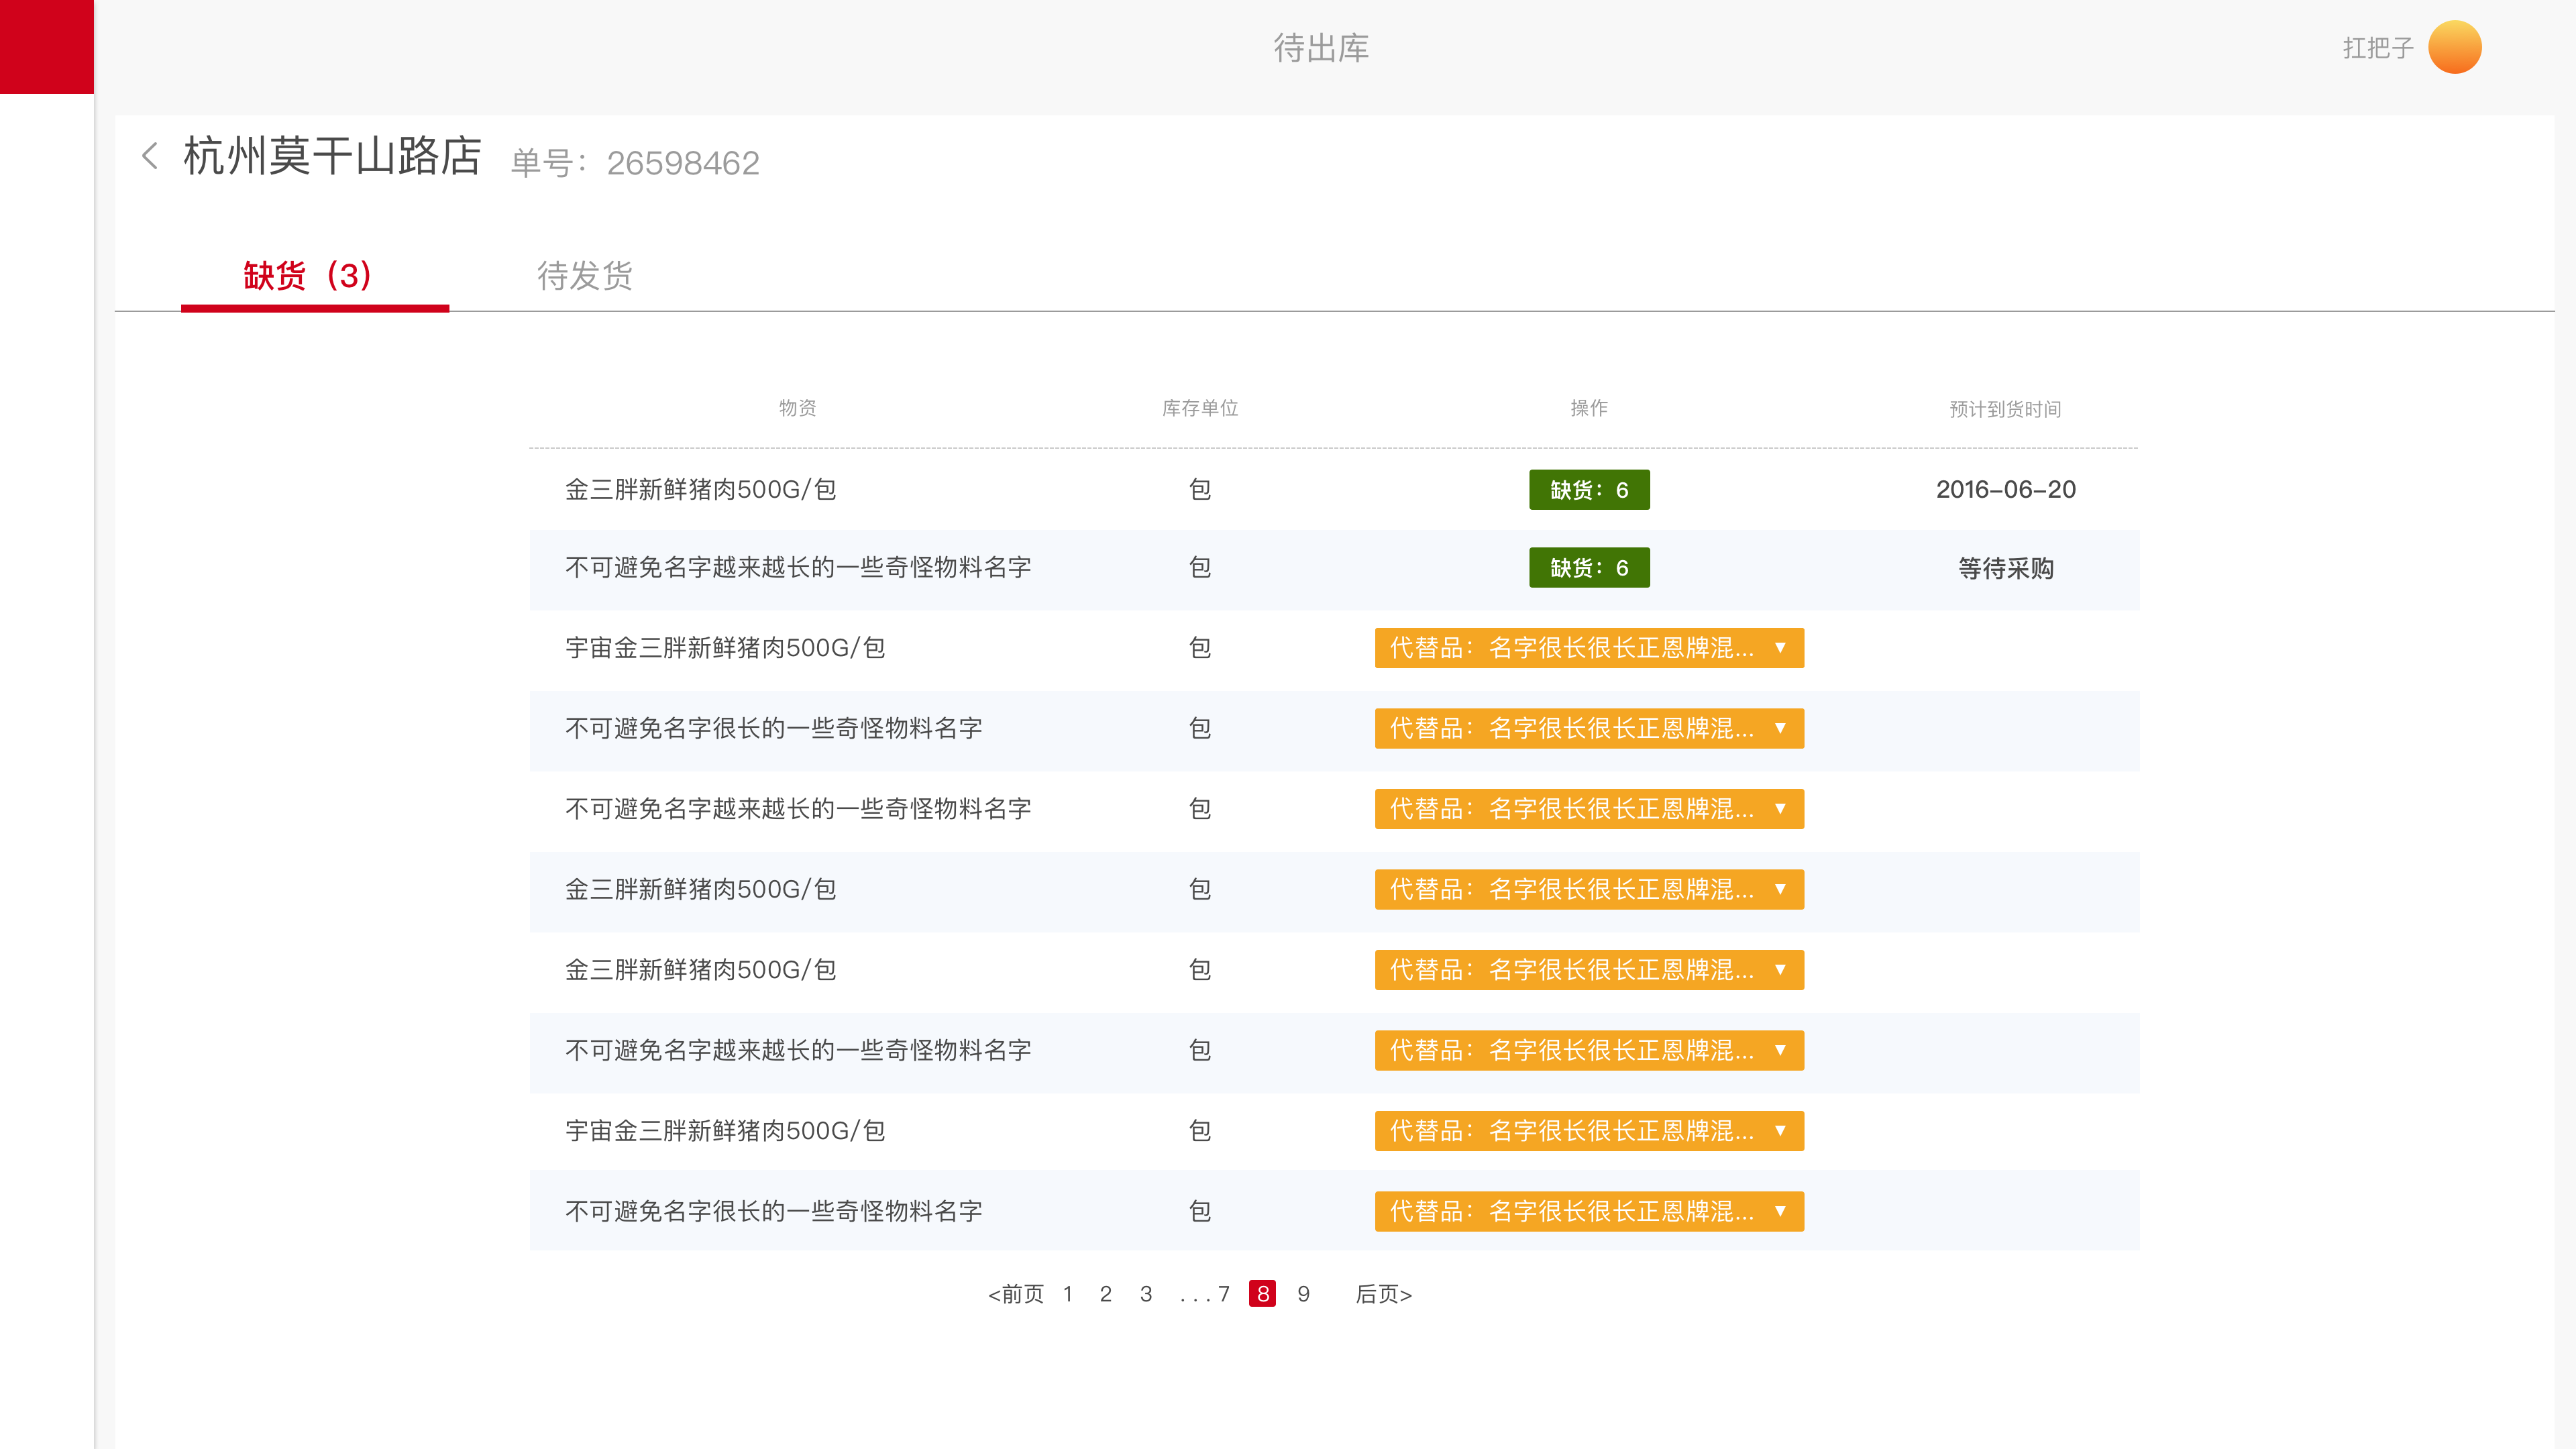 待出库
扛把子
杭州莫干山路店 单号：26598462
缺货（3） 待发货
物资 库存单位 操作 预计到货时间
金三胖新鲜猪肉500G/包 包 缺货：6 2016-06-20
不可避免名字越来越长的一些奇怪物料名字 包 缺货：6 等待采购
宇宙金三胖新鲜猪肉500G/包 包 代替品：名字很长很长正恩牌混... ▼
不可避免名字很长的一些奇怪物料名字 包 代替品：名字很长很长正恩牌混... ▼
不可避免名字越来越长的一些奇怪物料名字 包 代替品：名字很长很长正恩牌混... ▼
金三胖新鲜猪肉500G/包 包 代替品：名字很长很长正恩牌混... ▼
金三胖新鲜猪肉500G/包 包 代替品：名字很长很长正恩牌混... ▼
不可避免名字越来越长的一些奇怪物料名字 包 代替品：名字很长很长正恩牌混... ▼
宇宙金三胖新鲜猪肉500G/包 包 代替品：名字很长很长正恩牌混... ▼
不可避免名字很长的一些奇怪物料名字 包 代替品：名字很长很长正恩牌混... ▼
<前页 1 2 3 ...7 8 9 后页>